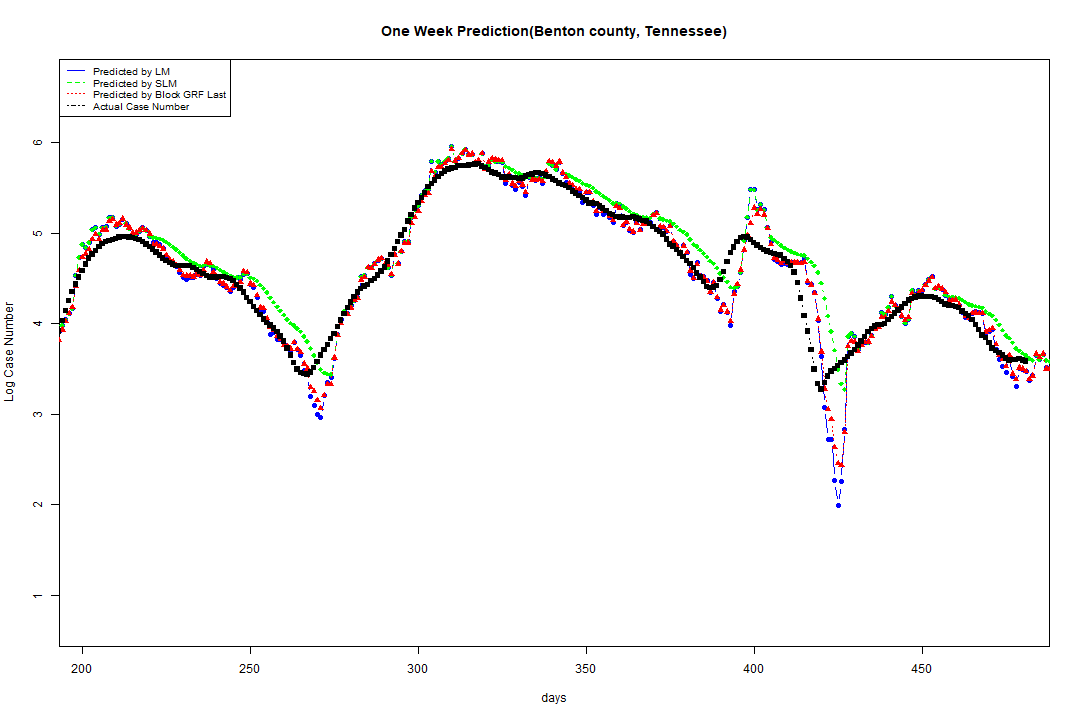 One Week Prediction(Benton county, Tennessee)
Predicted by LM
Predicted by SLM
Predicted by Block GRF Last
Actual Case Number
Log Case Number
6
5
4
3
2
1
200 250 300 350 400 450
days